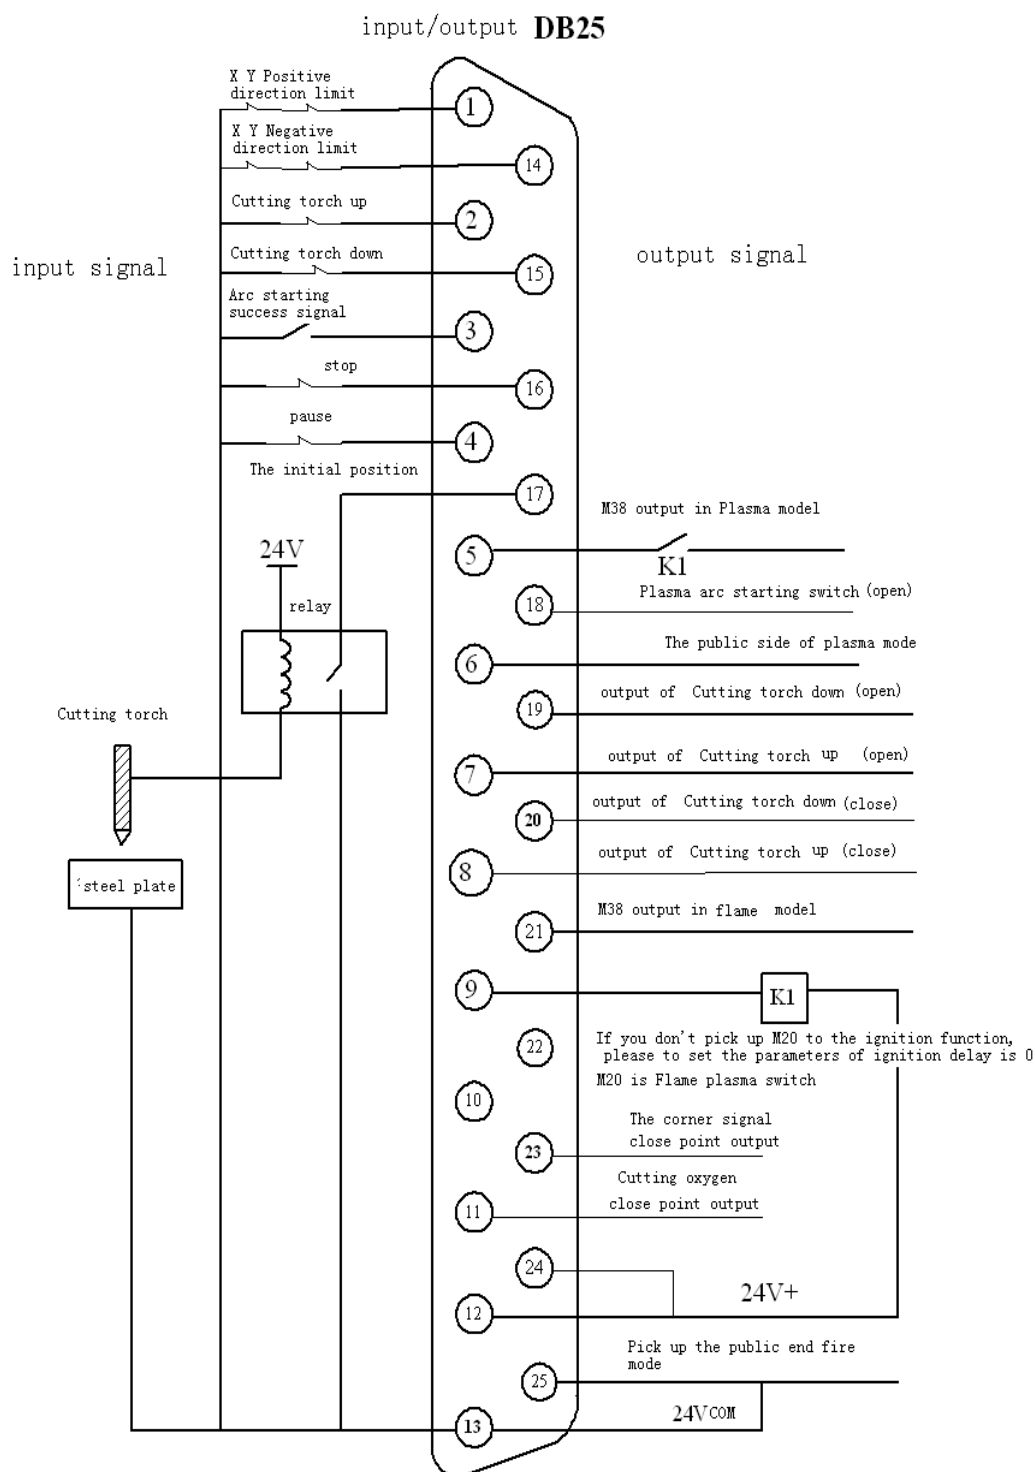 input/output DB25
X Y Positive
direction limit
1
X Y Negative
direction limit
14
Cutting torch up
2
input signal
output signal
Cutting torch down
15
Arc starting
success signal
3
stop
16
pause
4
The initial position
17
M38 output in Plasma model
5
K1
24V
Plasma arc starting switch (open)
18
relay
The public side of plasma mode
6
output of Cutting torch down (open)
19
Cutting torch
output of Cutting torch up (open)
7
output of Cutting torch down (close)
20
output of Cutting torch up (close)
8
steel plate
M38 output in flame model
21
9
K1
22
If you don't pick up M20 to the ignition function,
please to set the parameters of ignition delay is 0
M20 is Flame plasma switch
10
The corner signal
close point output
23
Cutting oxygen
close point output
11
24
24V+
12
Pick up the public end fire
mode
25
24VCOM
13